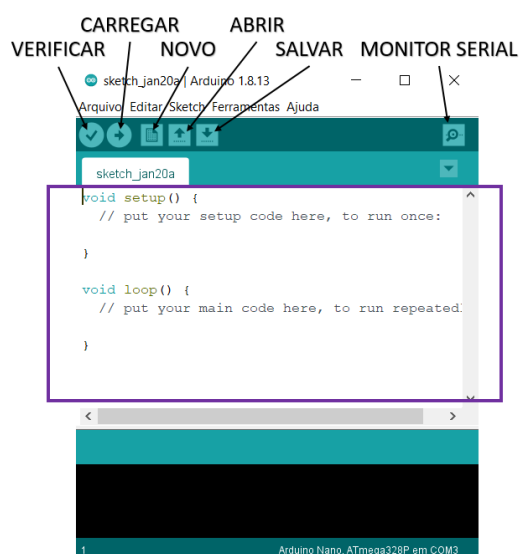 CARREGAR ABRIR
VERIFICAR NOVO SALVAR MONITOR SERIAL
sketch_jan20a | Arduino 1.8.13
Arquivo Editar Sketch Ferramentas Ajuda
sketch_jan20a
void setup() {
// put your setup code here, to run once:
}
void loop() {
// put your main code here, to run repeated
}
1 Arduino Nano, ATmega328P em COM3